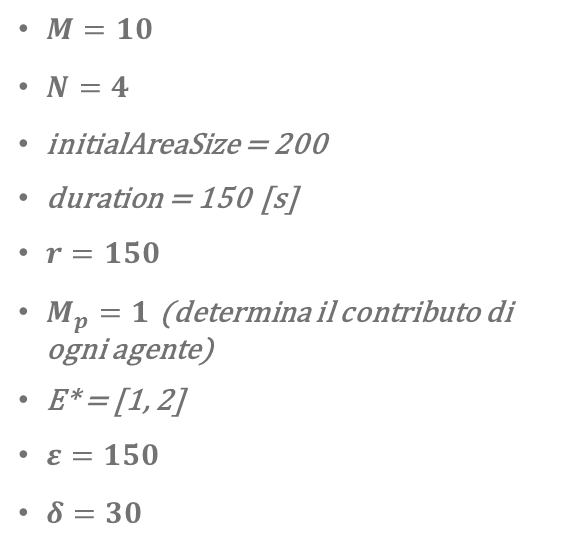 • M = 10
• N = 4
• initialAreaSize = 200
• duration = 150 [s]
• r = 150
• Mₚ = 1 (determina il contributo di
ogni agente)
• E* = [1, 2]
• ε = 150
• δ = 30